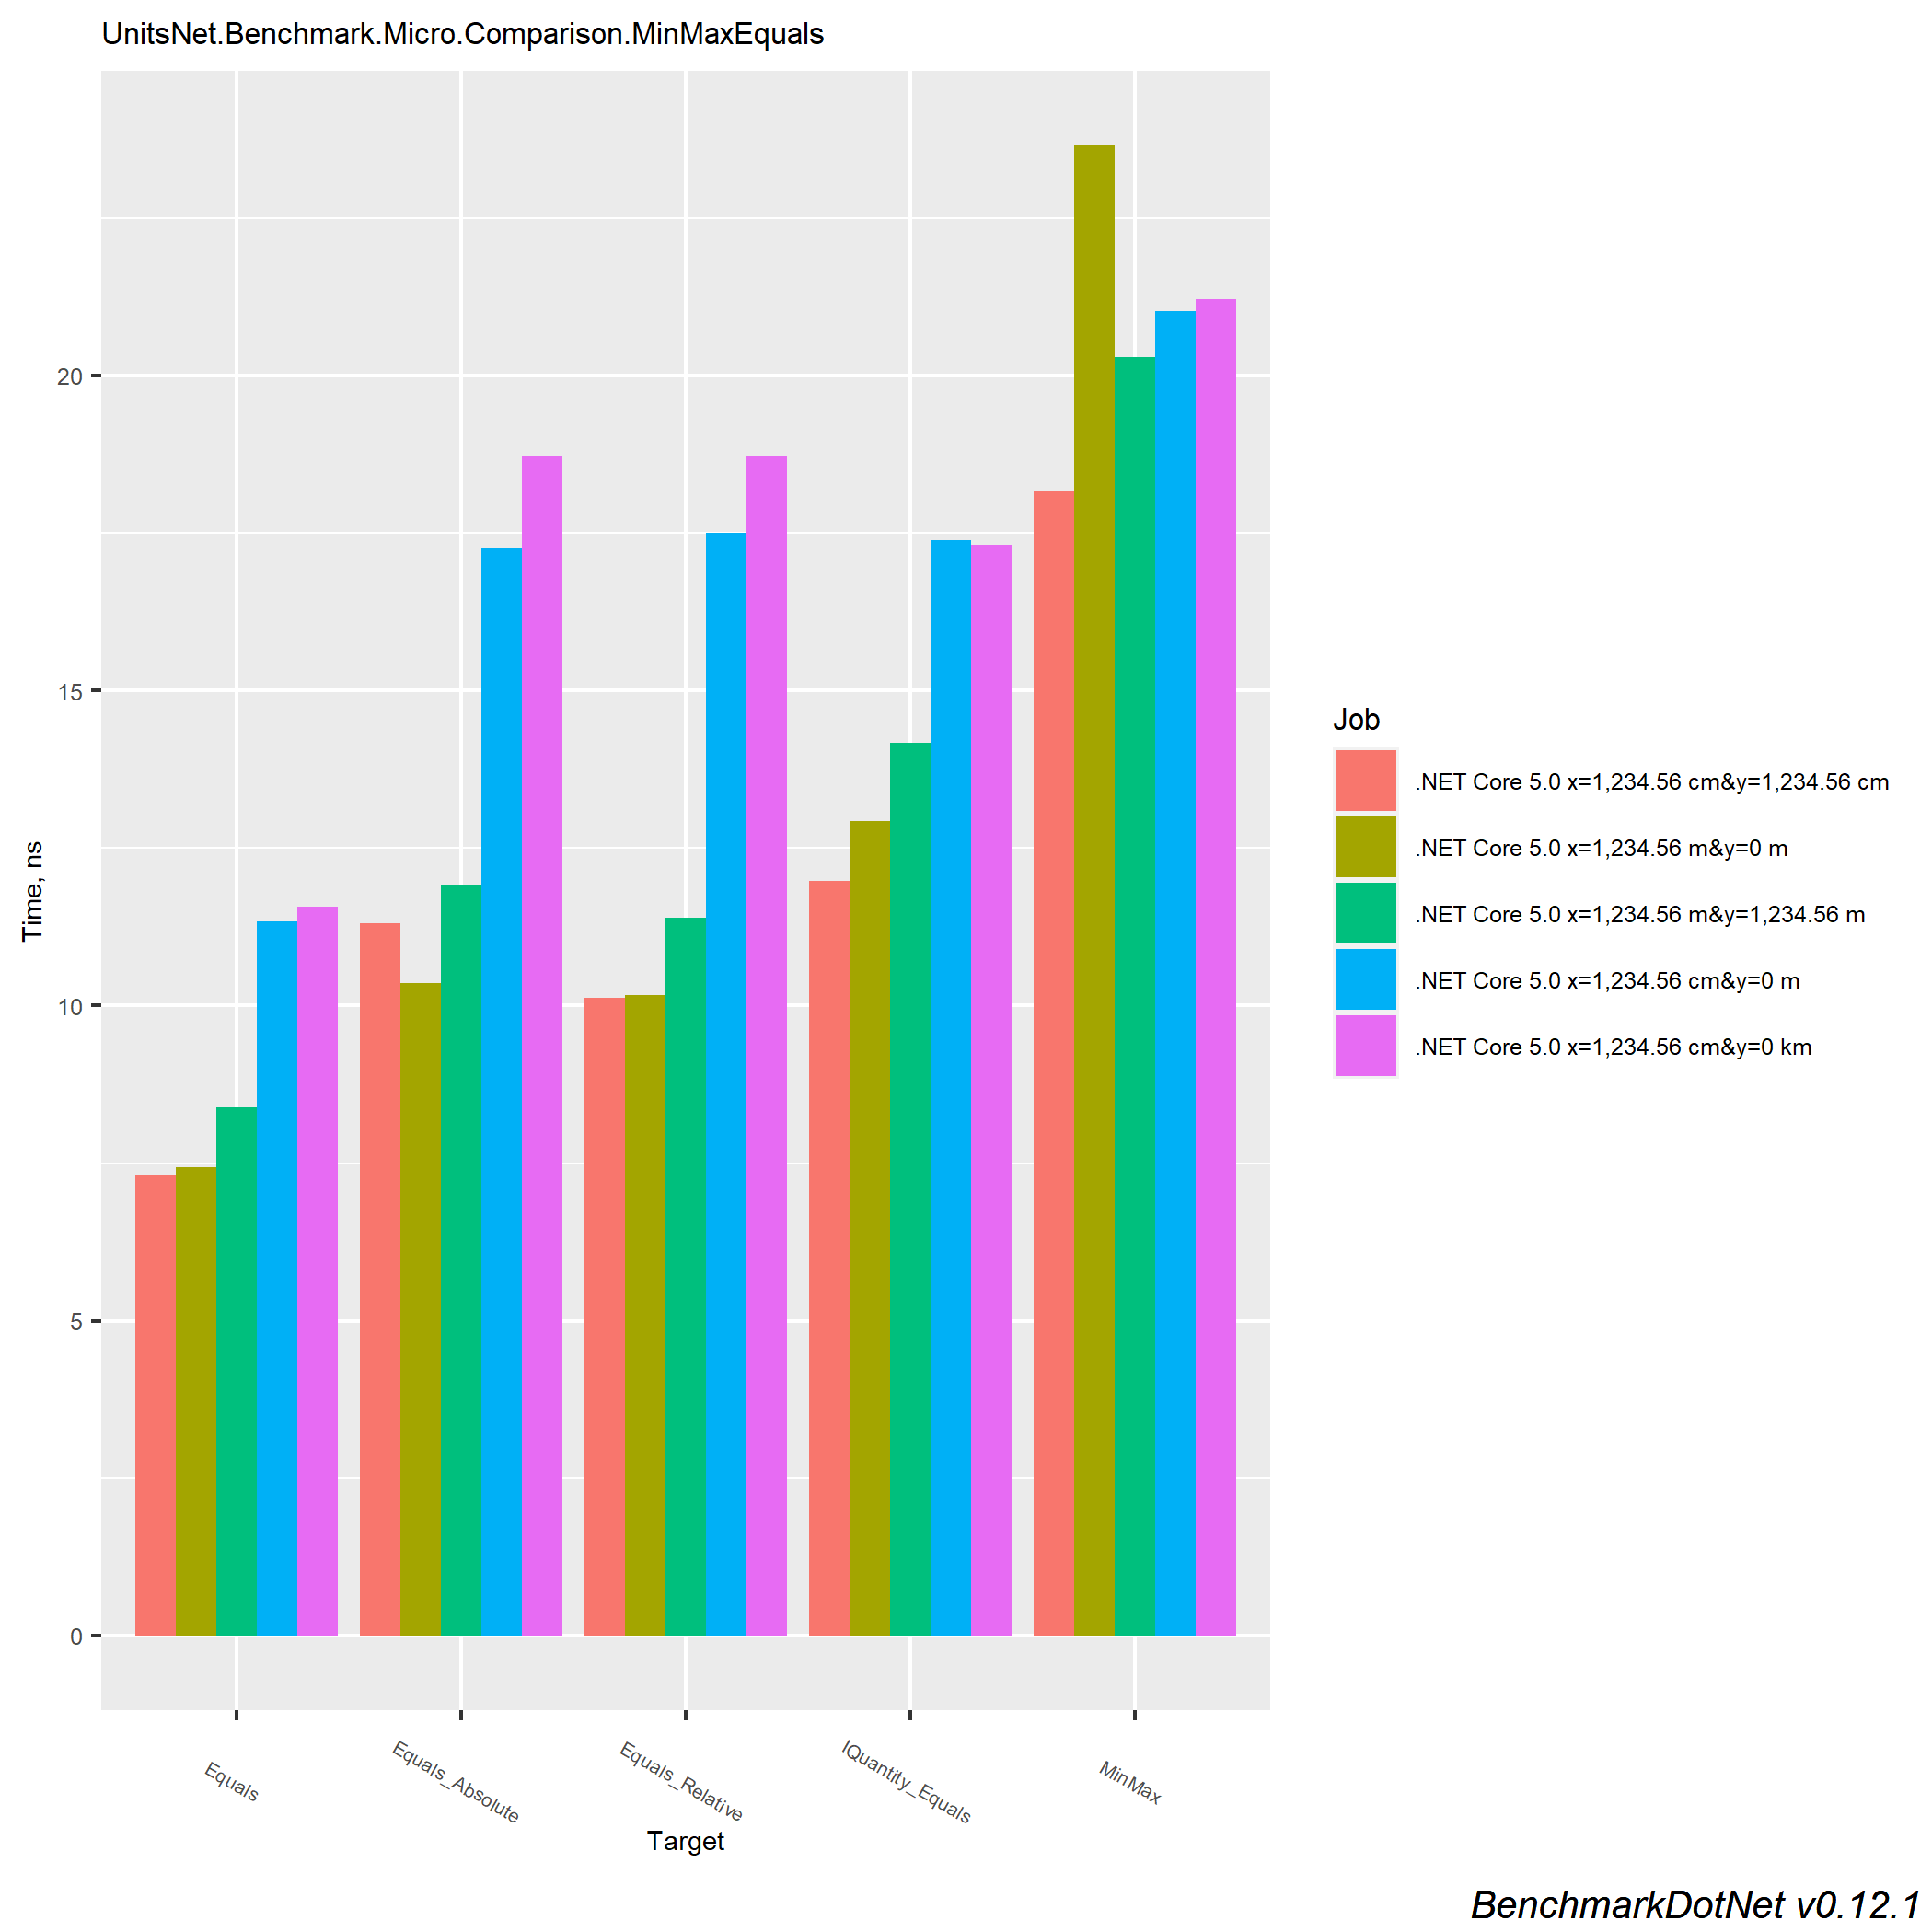 UnitsNet.Benchmark.Micro.Comparison.MinMaxEquals
Time, ns
20
15
10
5
0
Equals
Equals_Absolute
Equals_Relative
IQuantity_Equals
MinMax
Target
Job
.NET Core 5.0 x=1,234.56 cm&y=1,234.56 cm
.NET Core 5.0 x=1,234.56 m&y=0 m
.NET Core 5.0 x=1,234.56 m&y=1,234.56 m
.NET Core 5.0 x=1,234.56 cm&y=0 m
.NET Core 5.0 x=1,234.56 cm&y=0 km
BenchmarkDotNet v0.12.1